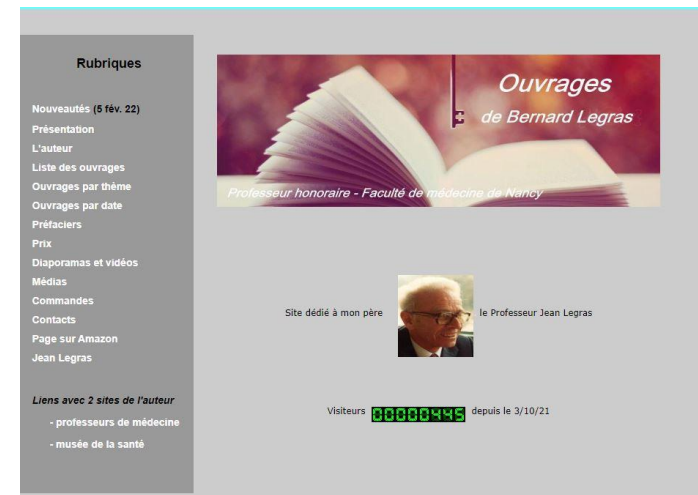 Rubriques
Nouveautés (5 fév. 22)
Présentation
L'auteur
Liste des ouvrages
Ouvrages par thème
Ouvrages par date
Préfaciers
Prix
Diaporamas et vidéos
Médias
Commandes
Contacts
Page sur Amazon
Jean Legras
Liens avec 2 sites de l'auteur
- professeurs de médecine
- musée de la santé
Ouvrages
de Bernard Legras
Professeur honoraire - Faculté de médecine de Nancy
Site dédié à mon père le Professeur Jean Legras
Visiteurs 00000445 depuis le 3/10/21